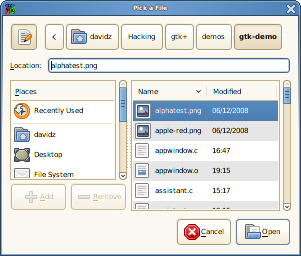 Pick a File
davidz Hacking gtk+ demos gtk-demo
Location: alphatest.png
Places
Recently Used
davidz
Desktop
File System
Add Remove
Name Modified
alphatest.png 06/12/2008
apple-red.png 06/12/2008
appwindow.c 16:47
appwindow.o 19:15
assistant.c 15:17
Cancel Open